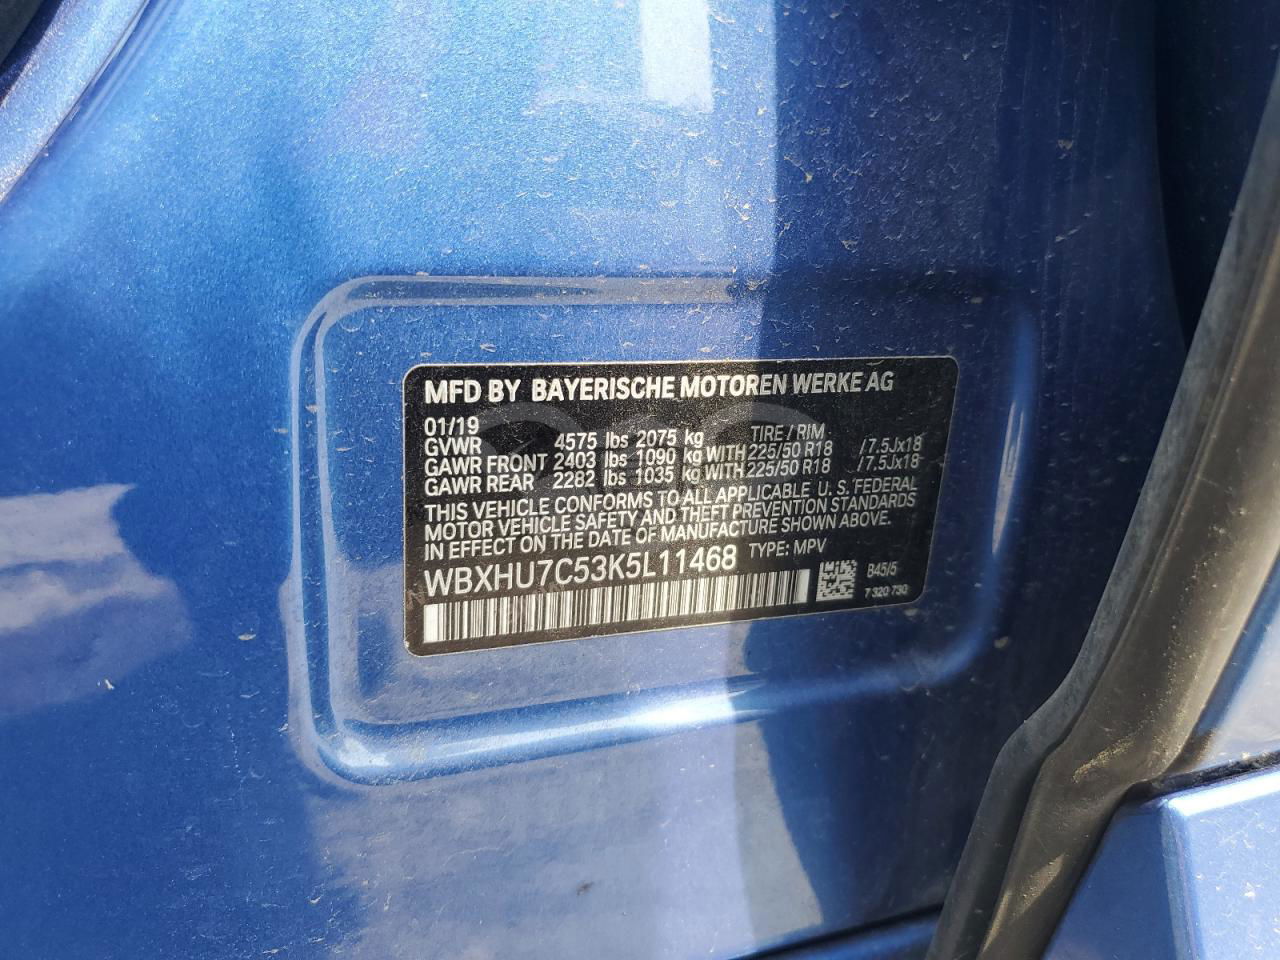 MFD BY BAYERISCHE MOTOREN WERKE AG
01/19 TIRE / RIM
GVWR 4575 lbs 2075 kg
GAWR FRONT 2403 lbs 1090 kg WITH 225/50 R18 /7.5Jx18
GAWR REAR 2282 lbs 1035 kg WITH 225/50 R18 /7.5Jx18
THIS VEHICLE CONFORMS TO ALL APPLICABLE U. S. FEDERAL
MOTOR VEHICLE SAFETY AND THEFT PREVENTION STANDARDS
IN EFFECT ON THE DATE OF MANUFACTURE SHOWN ABOVE.
WBXHU7C53K5L11468 TYPE: MPV
B45/5
7 320 730